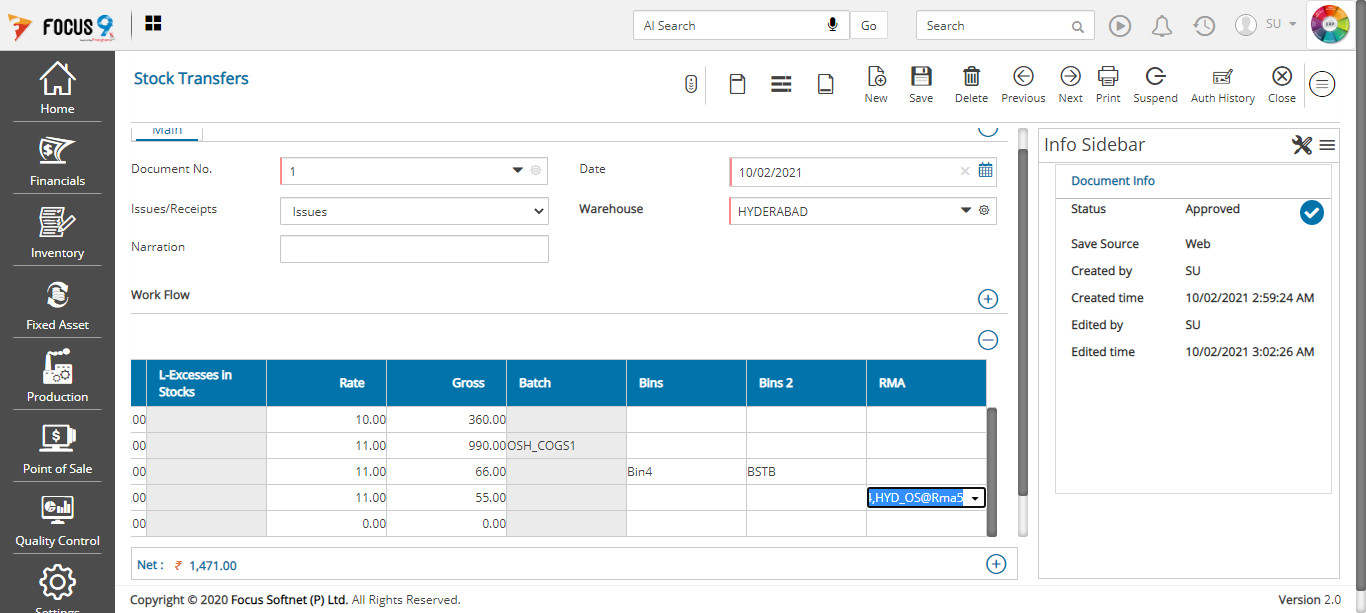 FOCUS 9
AI Search
Go
Search
SU
Home
Financials
Inventory
Fixed Asset
Production
Point of Sale
Quality Control
Settings
Stock Transfers
New
Save
Delete
Previous
Next
Print
Suspend
Auth History
Close
Main
Document No.
1
Date
10/02/2021
Issues/Receipts
Issues
Warehouse
HYDERABAD
Narration
Work Flow
L-Excesses in Stocks Rate Gross Batch Bins Bins 2 RMA
.00 10.00 360.00
.00 11.00 990.00 OSH_COGS1
.00 11.00 66.00 Bin4 BSTB
.00 11.00 55.00 ,HYD_OS@Rma5
.00 0.00 0.00
Net : ₹ 1,471.00
Info Sidebar
Document Info
Status Approved
Save Source Web
Created by SU
Created time 10/02/2021 2:59:24 AM
Edited by SU
Edited time 10/02/2021 3:02:26 AM
Copyright © 2020 Focus Softnet (P) Ltd. All Rights Reserved.
Version 2.0